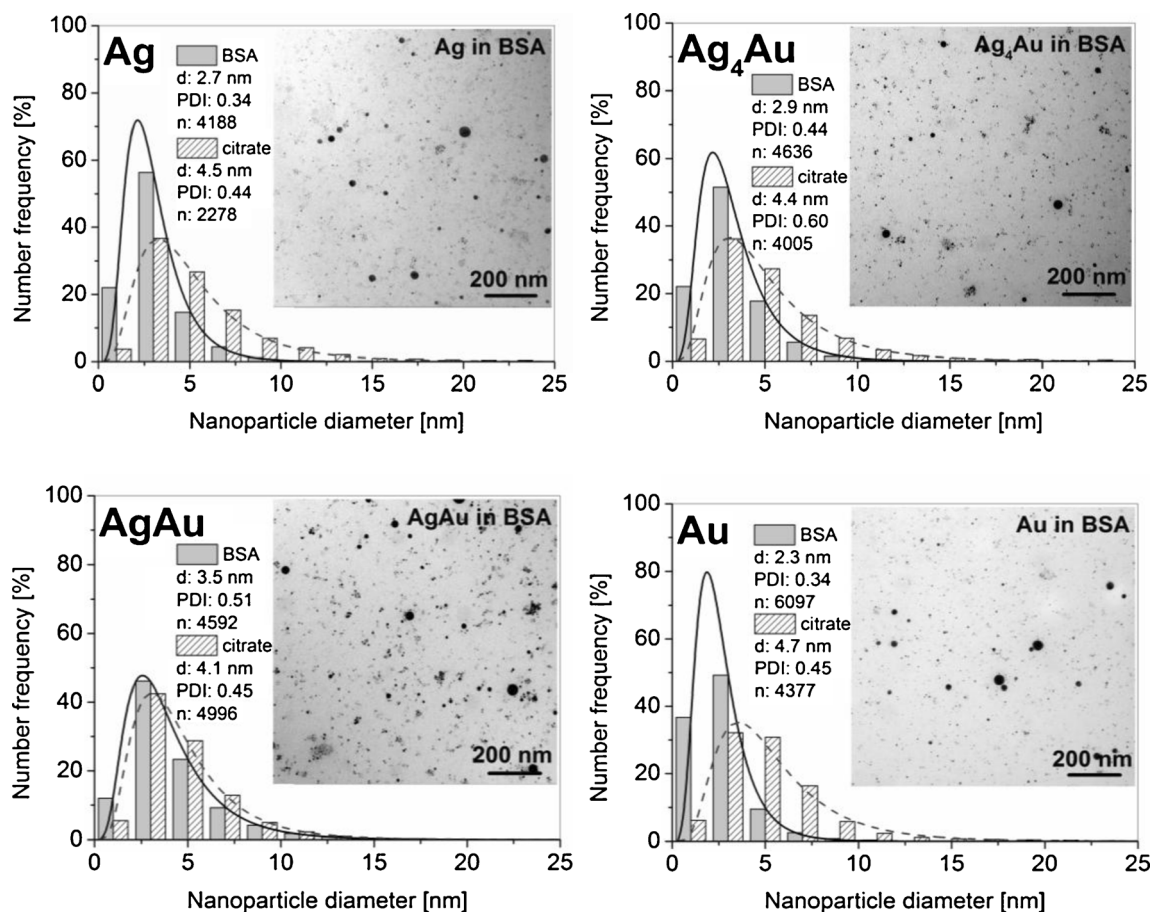 Ag
BSA
d: 2.7 nm
PDI: 0.34
n: 4188
citrate
d: 4.5 nm
PDI: 0.44
n: 2278
Ag in BSA
200 nm
Number frequency [%]
100
80
60
40
20
0
0 5 10 15 20 25
Nanoparticle diameter [nm]
Ag₄Au
BSA
d: 2.9 nm
PDI: 0.44
n: 4636
citrate
d: 4.4 nm
PDI: 0.60
n: 4005
Ag₄Au in BSA
200 nm
Number frequency [%]
100
80
60
40
20
0
0 5 10 15 20 25
Nanoparticle diameter [nm]
AgAu
BSA
d: 3.5 nm
PDI: 0.51
n: 4592
citrate
d: 4.1 nm
PDI: 0.45
n: 4996
AgAu in BSA
200 nm
Number frequency [%]
100
80
60
40
20
0
0 5 10 15 20 25
Nanoparticle diameter [nm]
Au
BSA
d: 2.3 nm
PDI: 0.34
n: 6097
citrate
d: 4.7 nm
PDI: 0.45
n: 4377
Au in BSA
200 nm
Number frequency [%]
100
80
60
40
20
0
0 5 10 15 20 25
Nanoparticle diameter [nm]